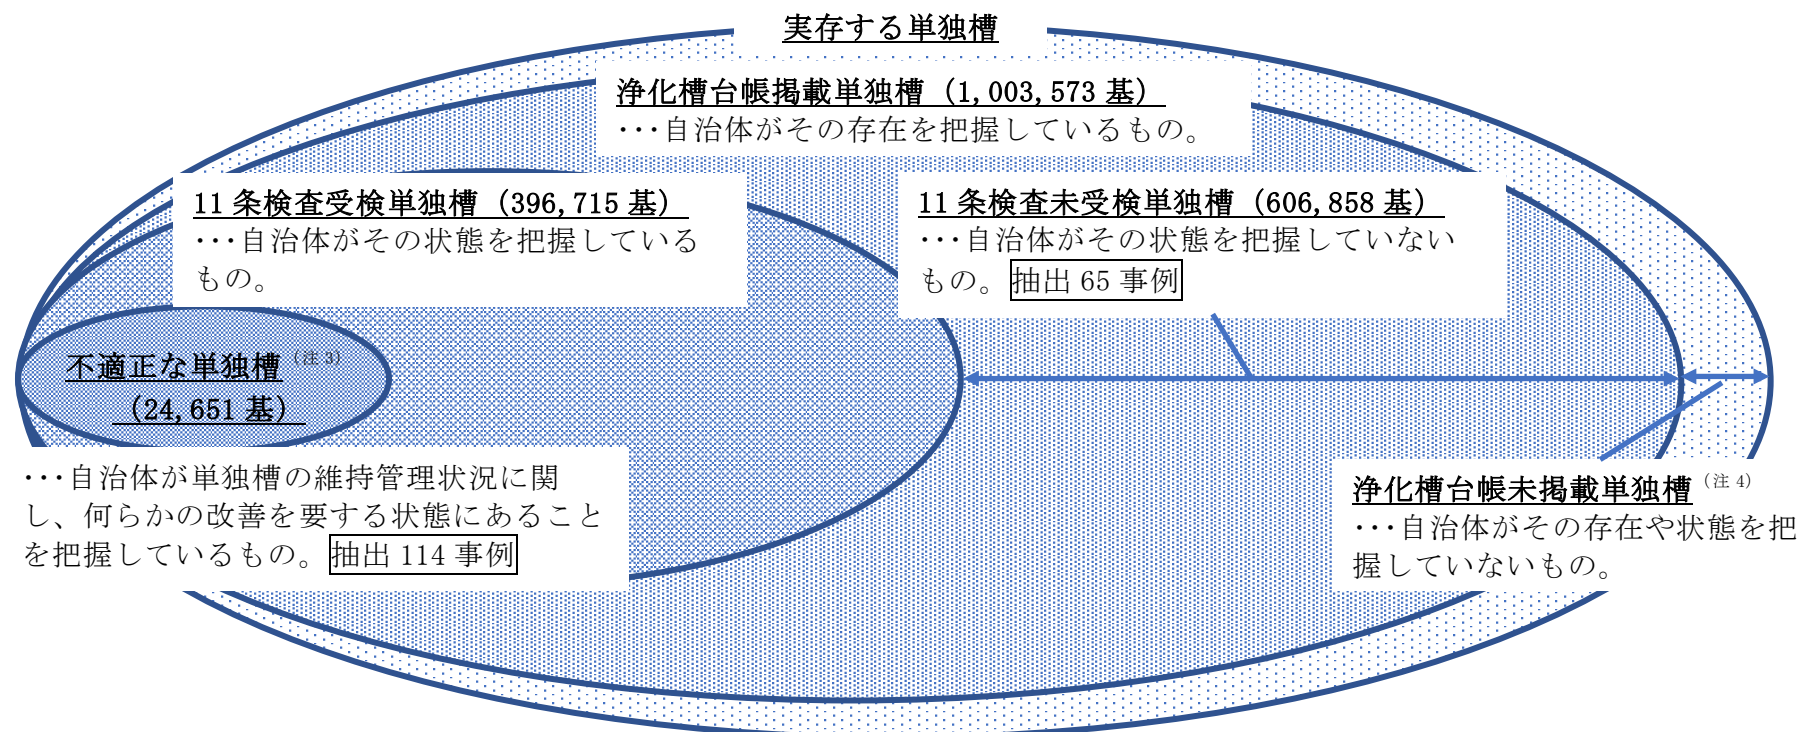 実存する単独槽
浄化槽台帳掲載単独槽（1,003,573 基）
･･･自治体がその存在を把握しているもの。
11 条検査受検単独槽（396,715 基）
･･･自治体がその状態を把握している
もの。
11 条検査未受検単独槽（606,858 基）
･･･自治体がその状態を把握していない
もの。抽出 65 事例
不適正な単独槽（注 3）
（24,651 基）
･･･自治体が単独槽の維持管理状況に関
し、何らかの改善を要する状態にあること
を把握しているもの。抽出 114 事例
浄化槽台帳未掲載単独槽（注 4）
･･･自治体がその存在や状態を把
握していないもの。